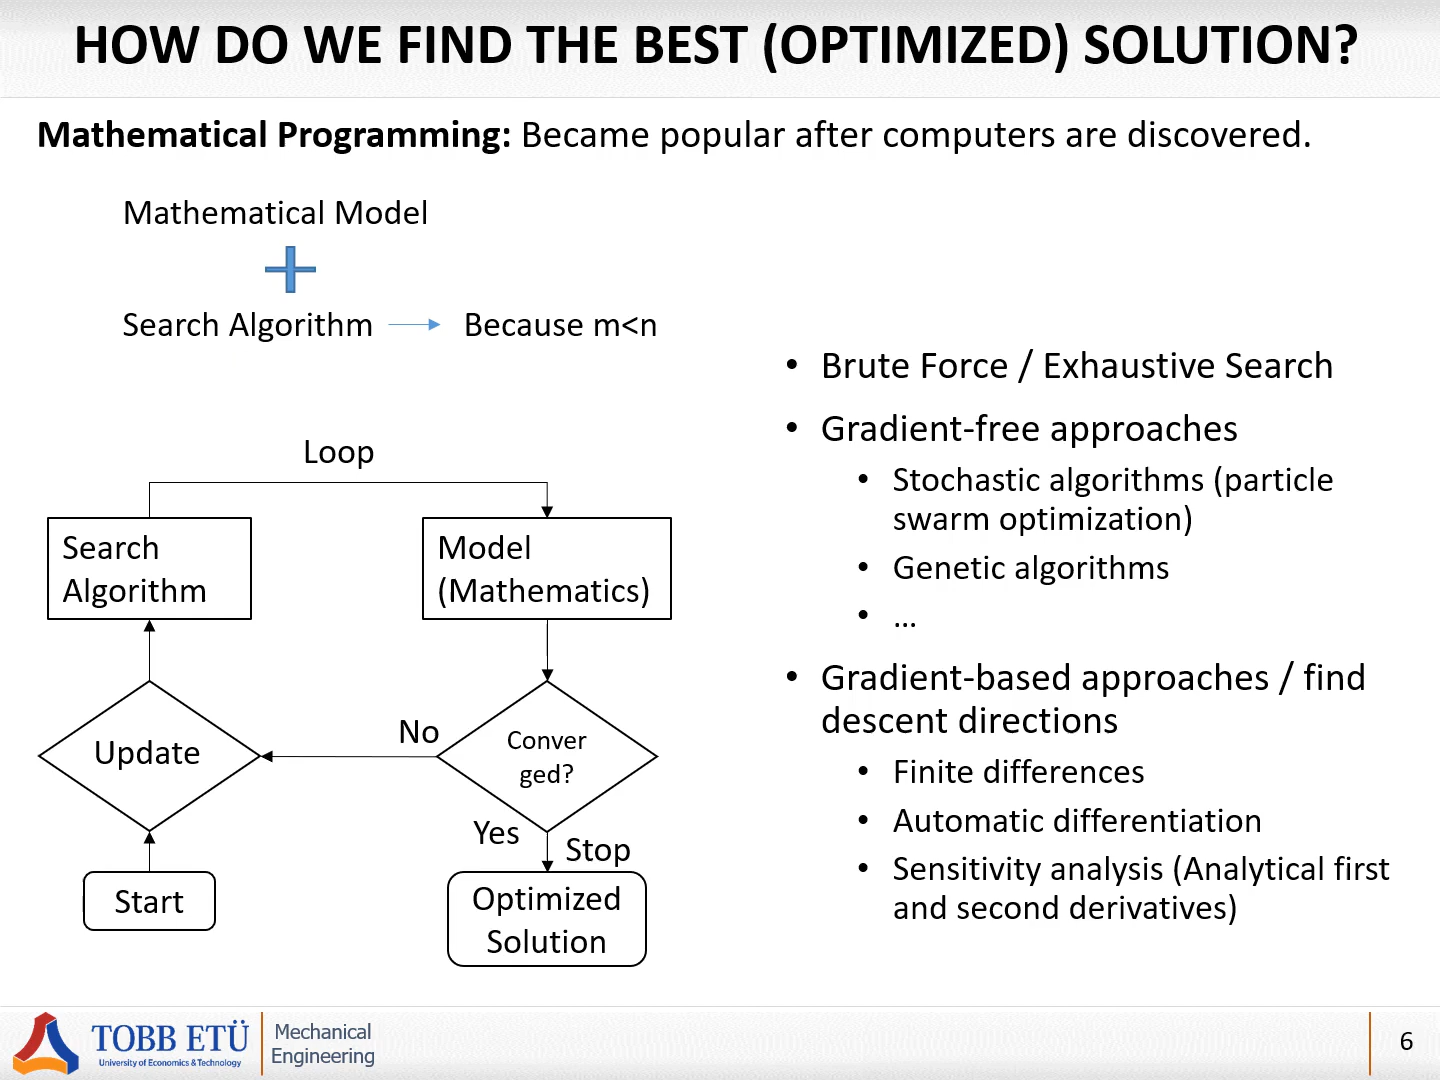 HOW DO WE FIND THE BEST (OPTIMIZED) SOLUTION?
Mathematical Programming: Became popular after computers are discovered.
Mathematical Model
Search Algorithm
Because m<n
Loop
Search
Algorithm
Model
(Mathematics)
Update
No
Conver
ged?
Yes
Stop
Start
Optimized
Solution
• Brute Force / Exhaustive Search
• Gradient-free approaches
• Stochastic algorithms (particle
swarm optimization)
• Genetic algorithms
• ...
• Gradient-based approaches / find
descent directions
• Finite differences
• Automatic differentiation
• Sensitivity analysis (Analytical first
and second derivatives)
TOBB ETÜ
University of Economics & Technology
Mechanical
Engineering
6